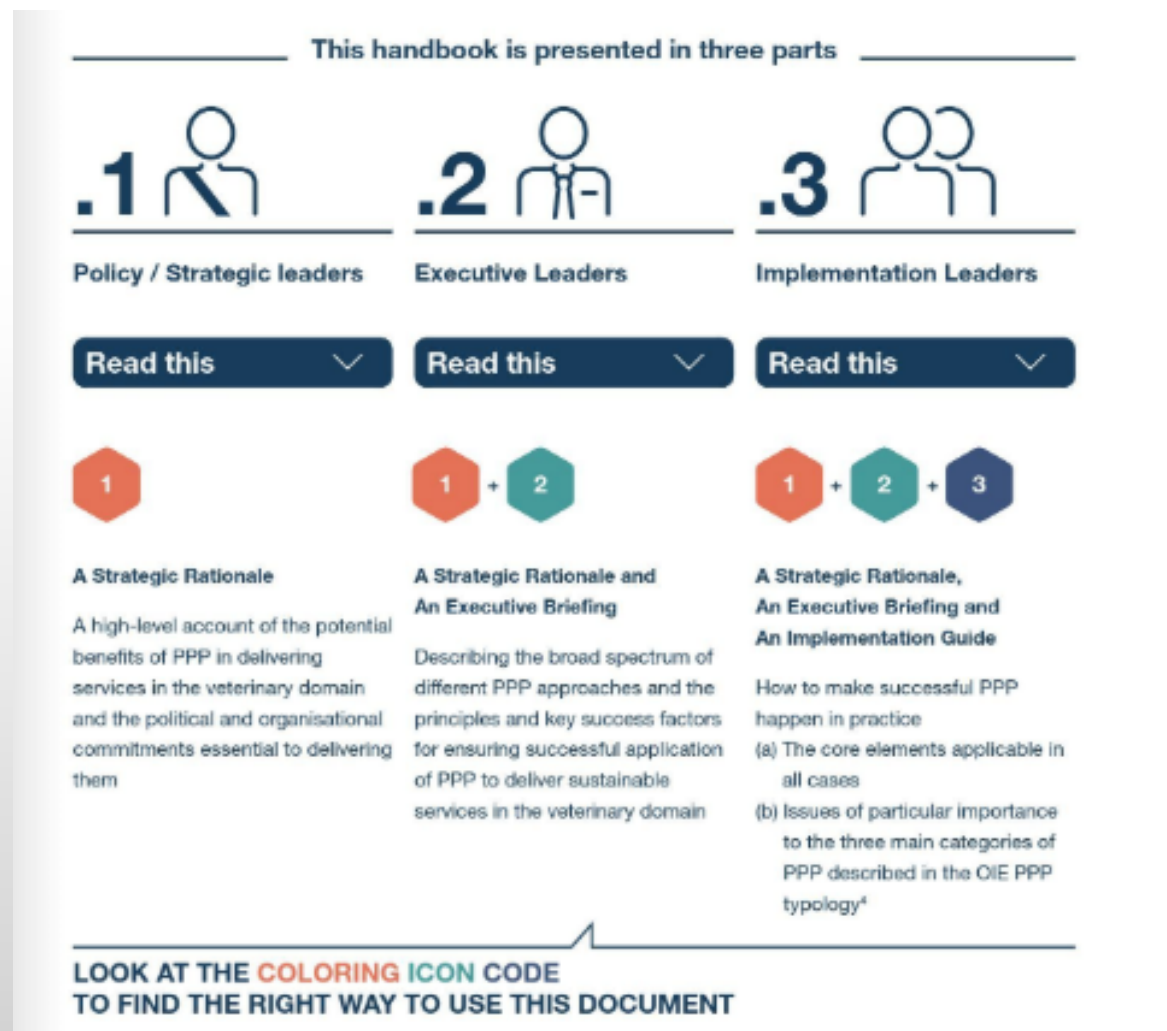 This handbook is presented in three parts
.1
.2
.3
Policy / Strategic leaders
Executive Leaders
Implementation Leaders
Read this
Read this
Read this
1
1 + 2
1 + 2 + 3
A Strategic Rationale
A high-level account of the potential
benefits of PPP in delivering
services in the veterinary domain
and the political and organisational
commitments essential to delivering
them
A Strategic Rationale and
An Executive Briefing
Describing the broad spectrum of
different PPP approaches and the
principles and key success factors
for ensuring successful application
of PPP to deliver sustainable
services in the veterinary domain
A Strategic Rationale,
An Executive Briefing and
An Implementation Guide
How to make successful PPP
happen in practice
(a) The core elements applicable in
all cases
(b) Issues of particular importance
to the three main categories of
PPP described in the OIE PPP
typology⁴
LOOK AT THE COLORING ICON CODE
TO FIND THE RIGHT WAY TO USE THIS DOCUMENT